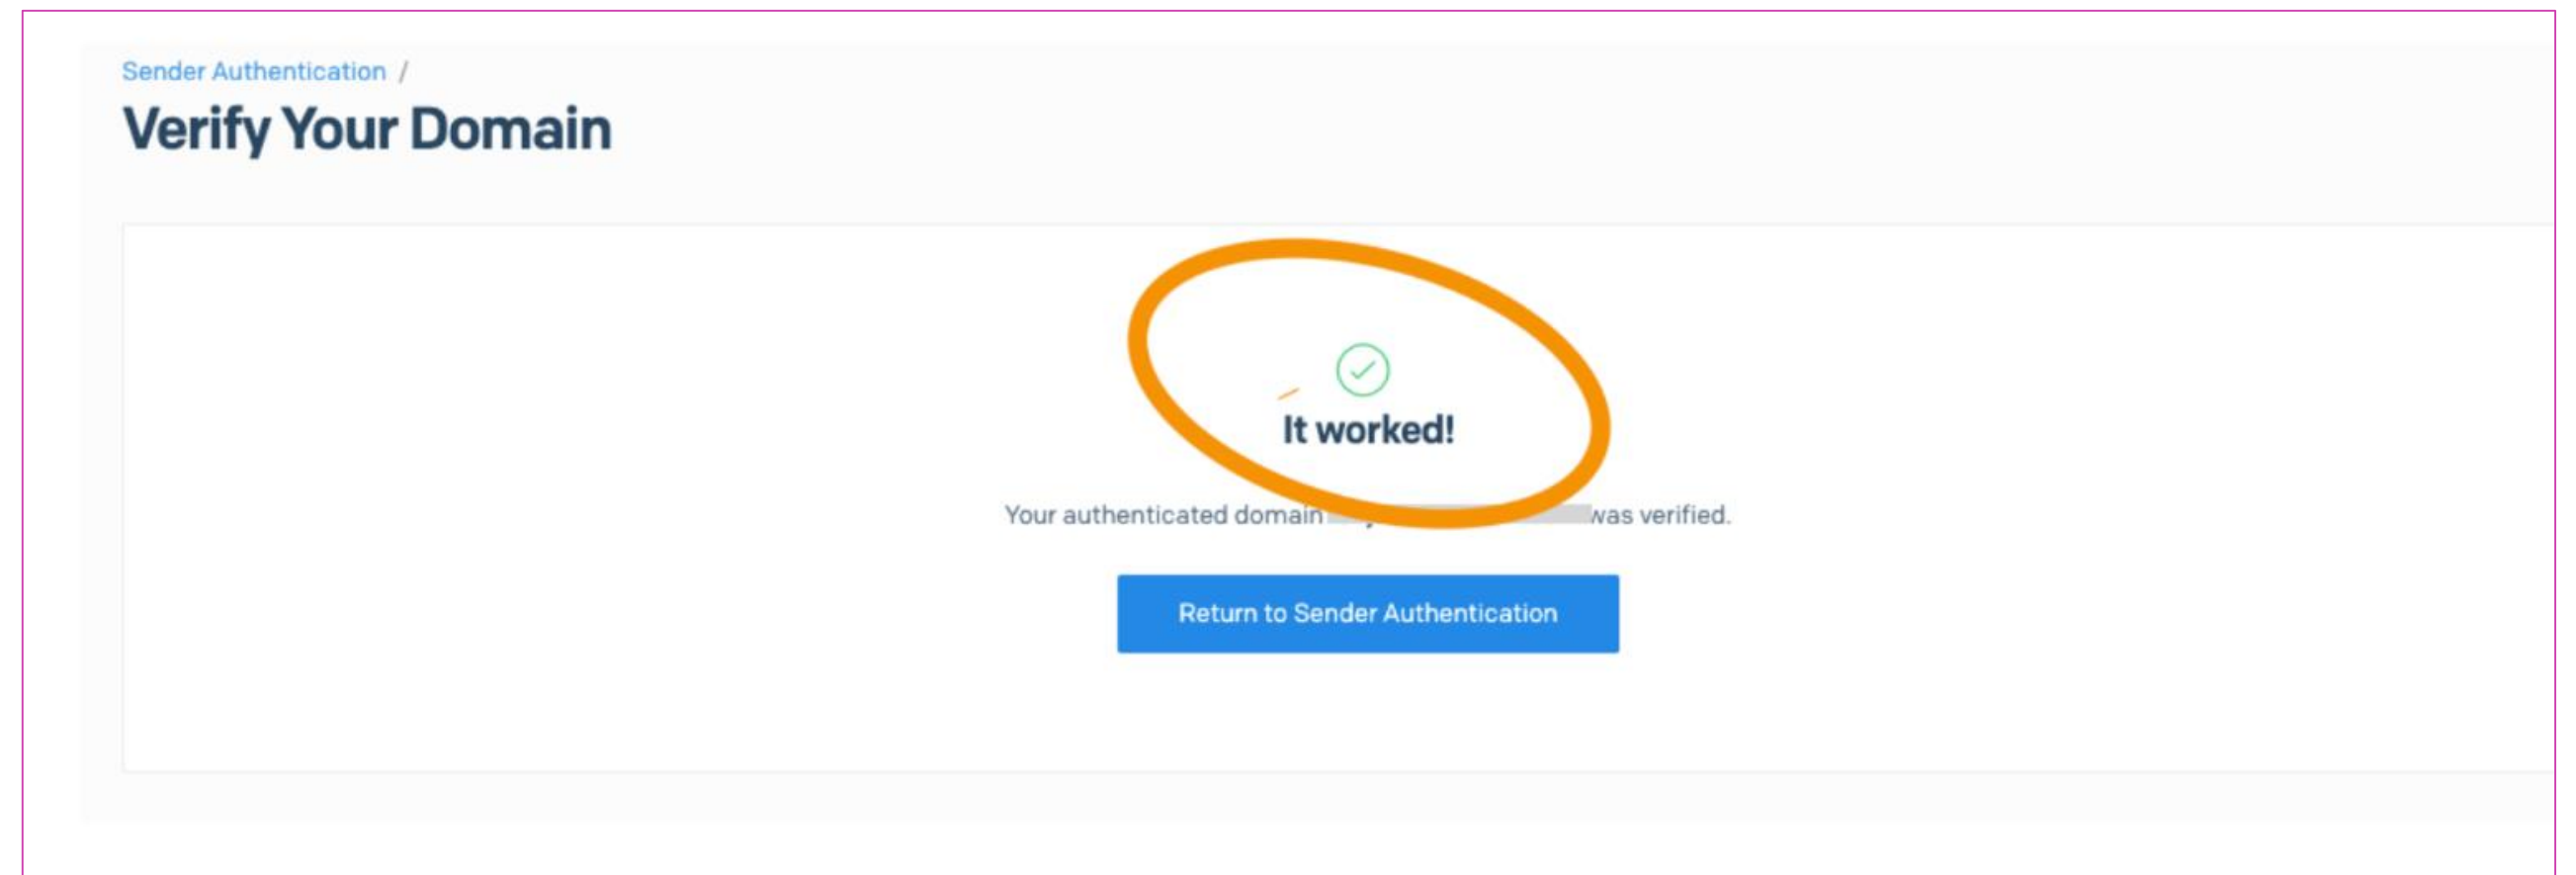 Sender Authentication /
Verify Your Domain
It worked!
Your authenticated domain was verified.
Return to Sender Authentication